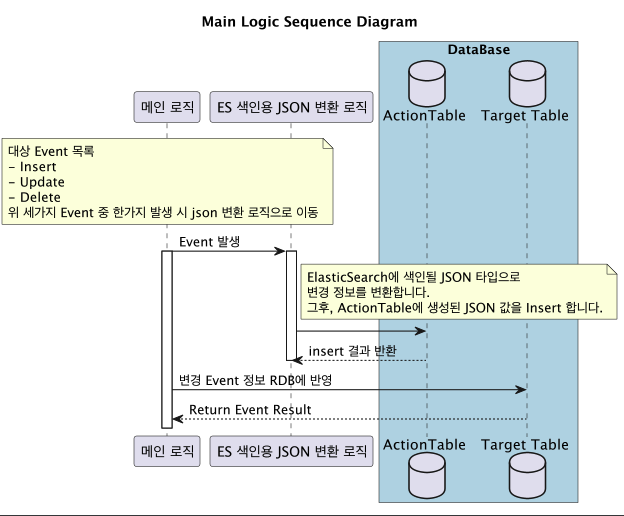 Main Logic Sequence Diagram
DataBase
메인 로직
ES 색인용 JSON 변환 로직
ActionTable
Target Table
대상 Event 목록
- Insert
- Update
- Delete
위 세가지 Event 중 한가지 발생 시 json 변환 로직으로 이동
Event 발생
ElasticSearch에 색인될 JSON 타입으로
변경 정보를 변환합니다.
그후, ActionTable에 생성된 JSON 값을 Insert 합니다.
insert 결과 반환
변경 Event 정보 RDB에 반영
Return Event Result
메인 로직
ES 색인용 JSON 변환 로직
ActionTable
Target Table